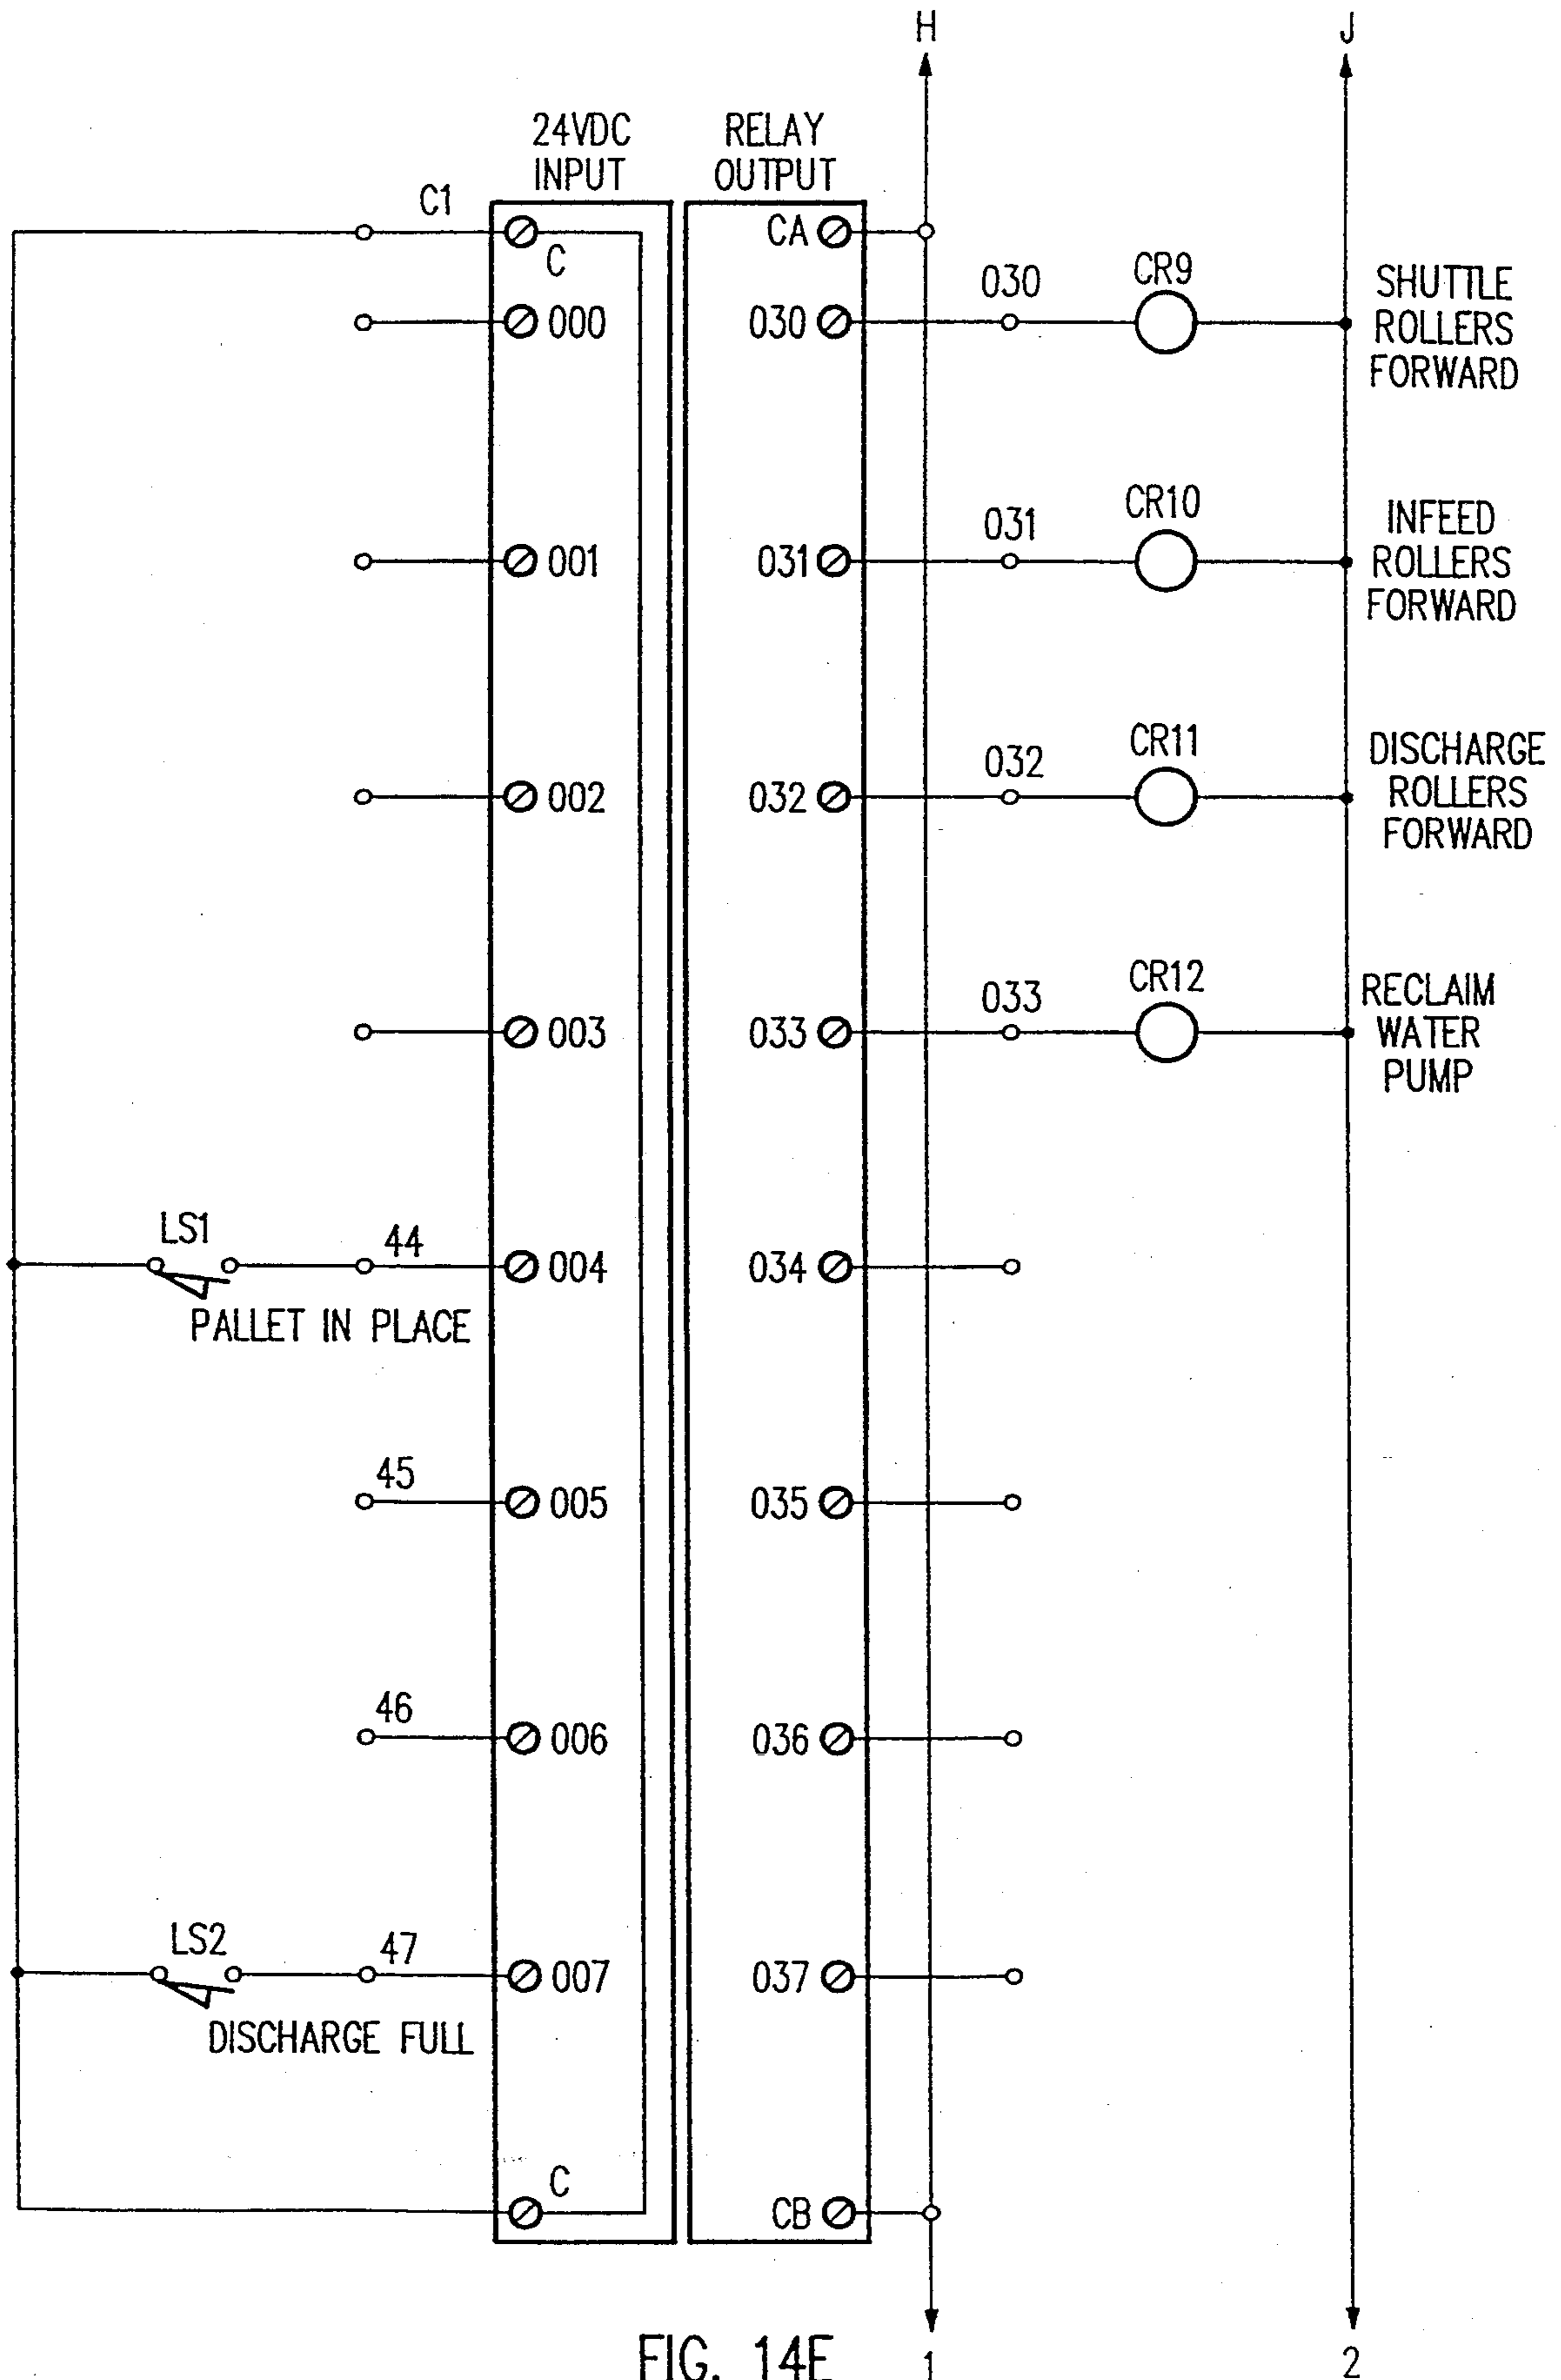 H
J
24VDC
INPUT
RELAY
OUTPUT
C1
C
CA
000
030
030
CR9
SHUTTLE
ROLLERS
FORWARD
001
031
031
CR10
INFEED
ROLLERS
FORWARD
002
032
032
CR11
DISCHARGE
ROLLERS
FORWARD
003
033
033
CR12
RECLAIM
WATER
PUMP
LS1
44
004
034
PALLET IN PLACE
45
005
035
46
006
036
LS2
47
007
037
DISCHARGE FULL
C
CB
FIG. 14E
1
2